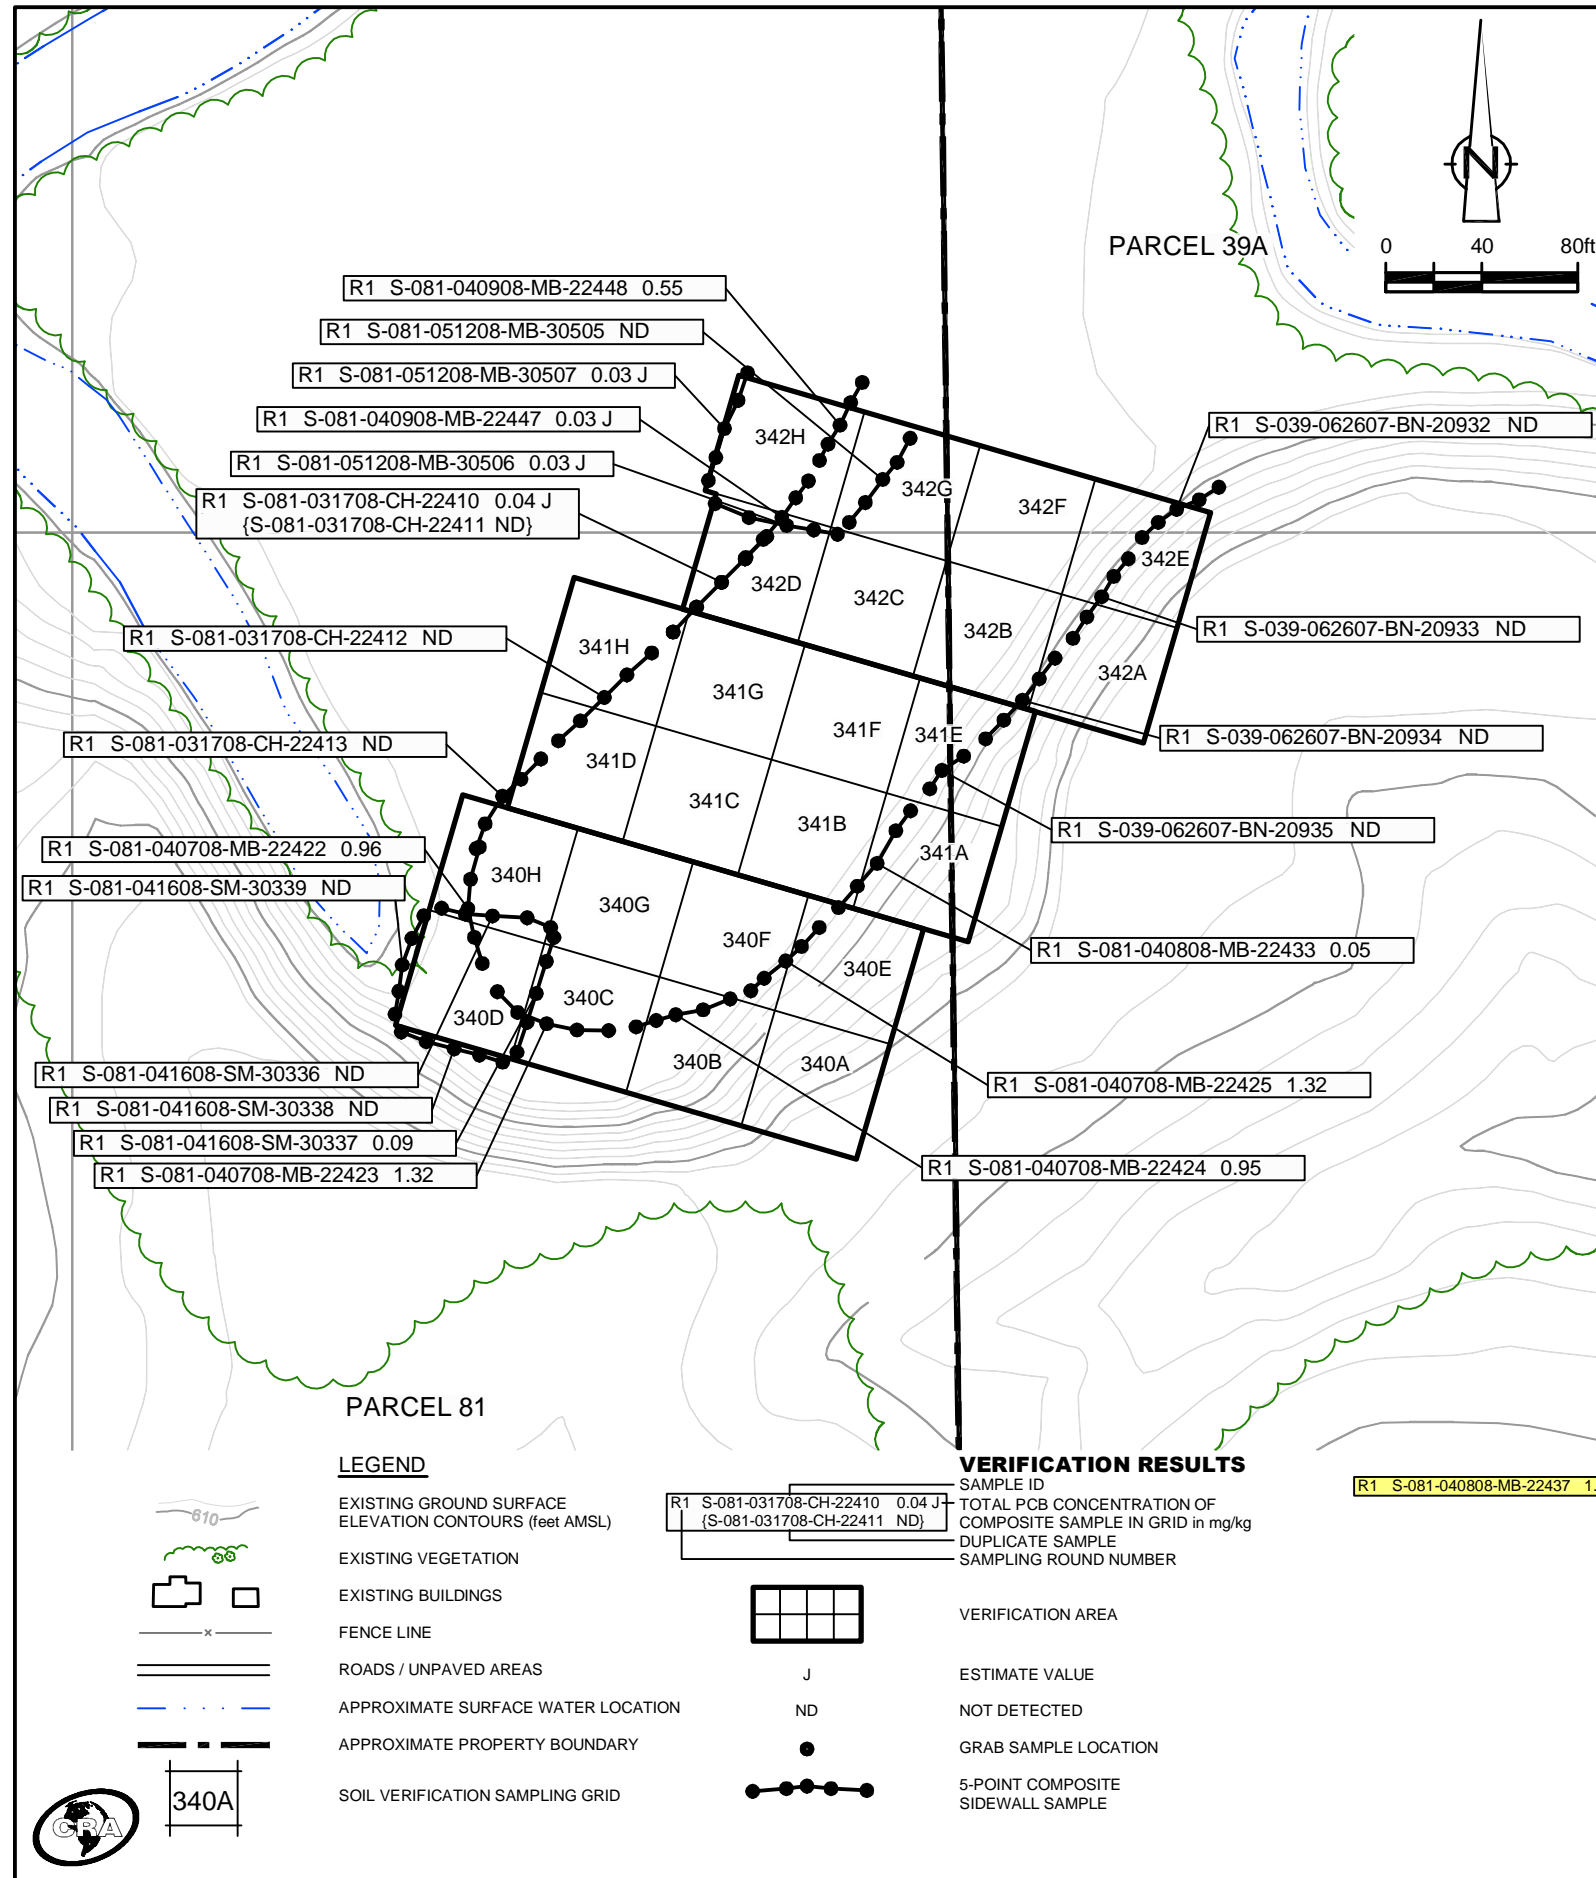 PARCEL 39A
0 40 80ft
R1 S-081-040908-MB-22448 0.55
R1 S-081-051208-MB-30505 ND
R1 S-081-051208-MB-30507 0.03 J
R1 S-081-040908-MB-22447 0.03 J
R1 S-081-051208-MB-30506 0.03 J
R1 S-081-031708-CH-22410 0.04 J
{S-081-031708-CH-22411 ND}
R1 S-081-031708-CH-22412 ND
R1 S-081-031708-CH-22413 ND
R1 S-081-040708-MB-22422 0.96
R1 S-081-041608-SM-30339 ND
R1 S-081-041608-SM-30336 ND
R1 S-081-041608-SM-30338 ND
R1 S-081-041608-SM-30337 0.09
R1 S-081-040708-MB-22423 1.32
R1 S-039-062607-BN-20932 ND
R1 S-039-062607-BN-20933 ND
R1 S-039-062607-BN-20934 ND
R1 S-039-062607-BN-20935 ND
R1 S-081-040808-MB-22433 0.05
R1 S-081-040708-MB-22425 1.32
R1 S-081-040708-MB-22424 0.95
342H
342G
342F
342E
342D
342C
342B
342A
341H
341G
341F
341E
341D
341C
341B
341A
340H
340G
340F
340E
340D
340C
340B
340A
PARCEL 81
LEGEND
610
EXISTING GROUND SURFACE
ELEVATION CONTOURS (feet AMSL)
EXISTING VEGETATION
EXISTING BUILDINGS
x
FENCE LINE
ROADS / UNPAVED AREAS
APPROXIMATE SURFACE WATER LOCATION
APPROXIMATE PROPERTY BOUNDARY
340A
SOIL VERIFICATION SAMPLING GRID
CRA
VERIFICATION RESULTS
R1 S-081-031708-CH-22410 0.04 J
{S-081-031708-CH-22411 ND}
SAMPLE ID
TOTAL PCB CONCENTRATION OF
COMPOSITE SAMPLE IN GRID in mg/kg
DUPLICATE SAMPLE
SAMPLING ROUND NUMBER
VERIFICATION AREA
J
ESTIMATE VALUE
ND
NOT DETECTED
GRAB SAMPLE LOCATION
5-POINT COMPOSITE
SIDEWALL SAMPLE
R1 S-081-040808-MB-22437 1.